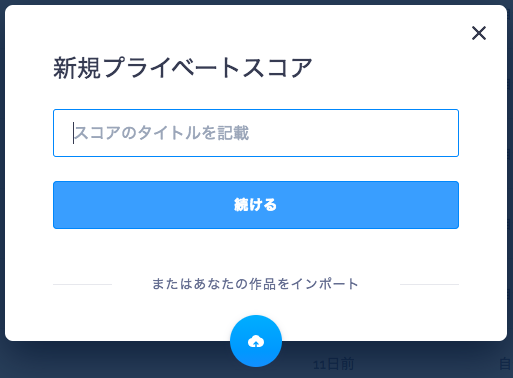 新規プライベートスコア
スコアのタイトルを記載
続ける
またはあなたの作品をインポート
11日前
自